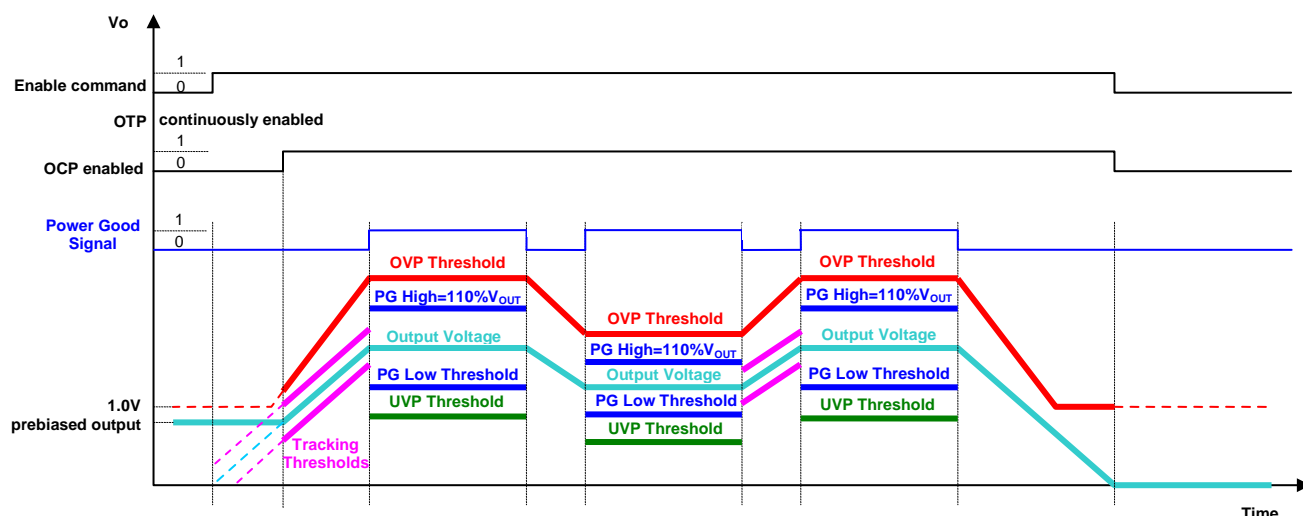 Vo
1
0
Enable command
OTP
continuously enabled
1
0
OCP enabled
Power Good
Signal
1
0
OVP Threshold
OVP Threshold
OVP Threshold
PG High=110%VOUT
PG High=110%VOUT
PG High=110%VOUT
Output Voltage
Output Voltage
Output Voltage
PG Low Threshold
PG Low Threshold
PG Low Threshold
UVP Threshold
UVP Threshold
UVP Threshold
1.0V
prebiased output
Tracking
Thresholds
Time